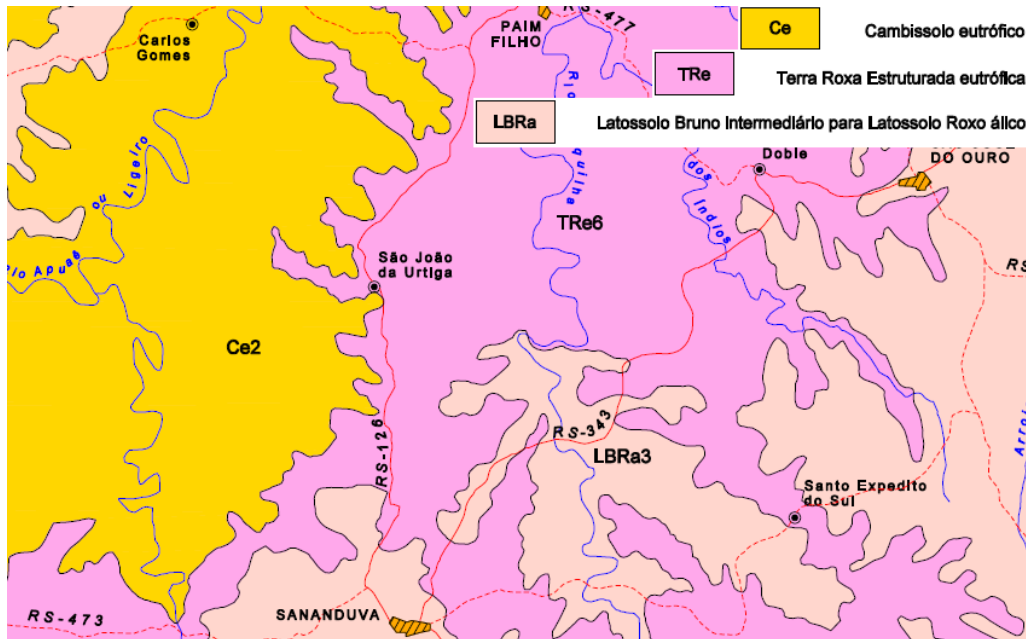 Carlos
Gomes
PAIM
FILHO
RS-477
Ce
Cambissolo eutrófico
TRe
Terra Roxa Estruturada eutrófica
LBRa
Latossolo Bruno Intermediário para Latossolo Roxo álico
Rio
dos
Índios
DO OURO
ou
Ligeiro
TRe6
São João
da Urtiga
Apuaê
RS
Ce2
RS-126
RS-343
LBRa3
Santo Expedito
do Sul
SANANDUVA
RS-473